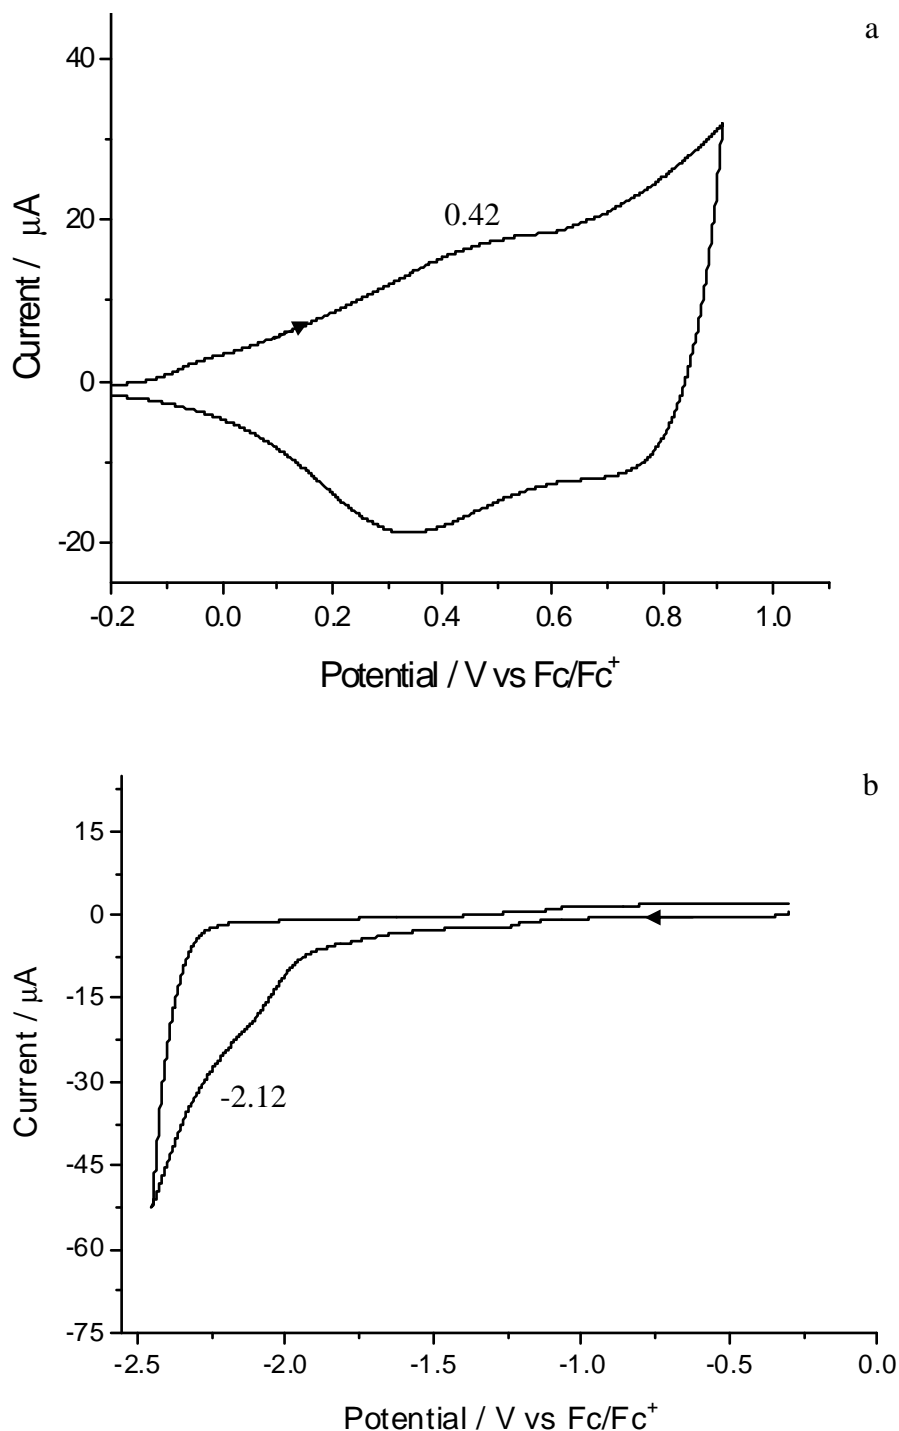 a
40
20
0
-20
Current / μA
0.42
-0.2 0.0 0.2 0.4 0.6 0.8 1.0
Potential / V vs Fc/Fc⁺
b
15
0
-15
-30
-45
-60
-75
Current / μA
-2.12
-2.5 -2.0 -1.5 -1.0 -0.5 0.0
Potential / V vs Fc/Fc⁺